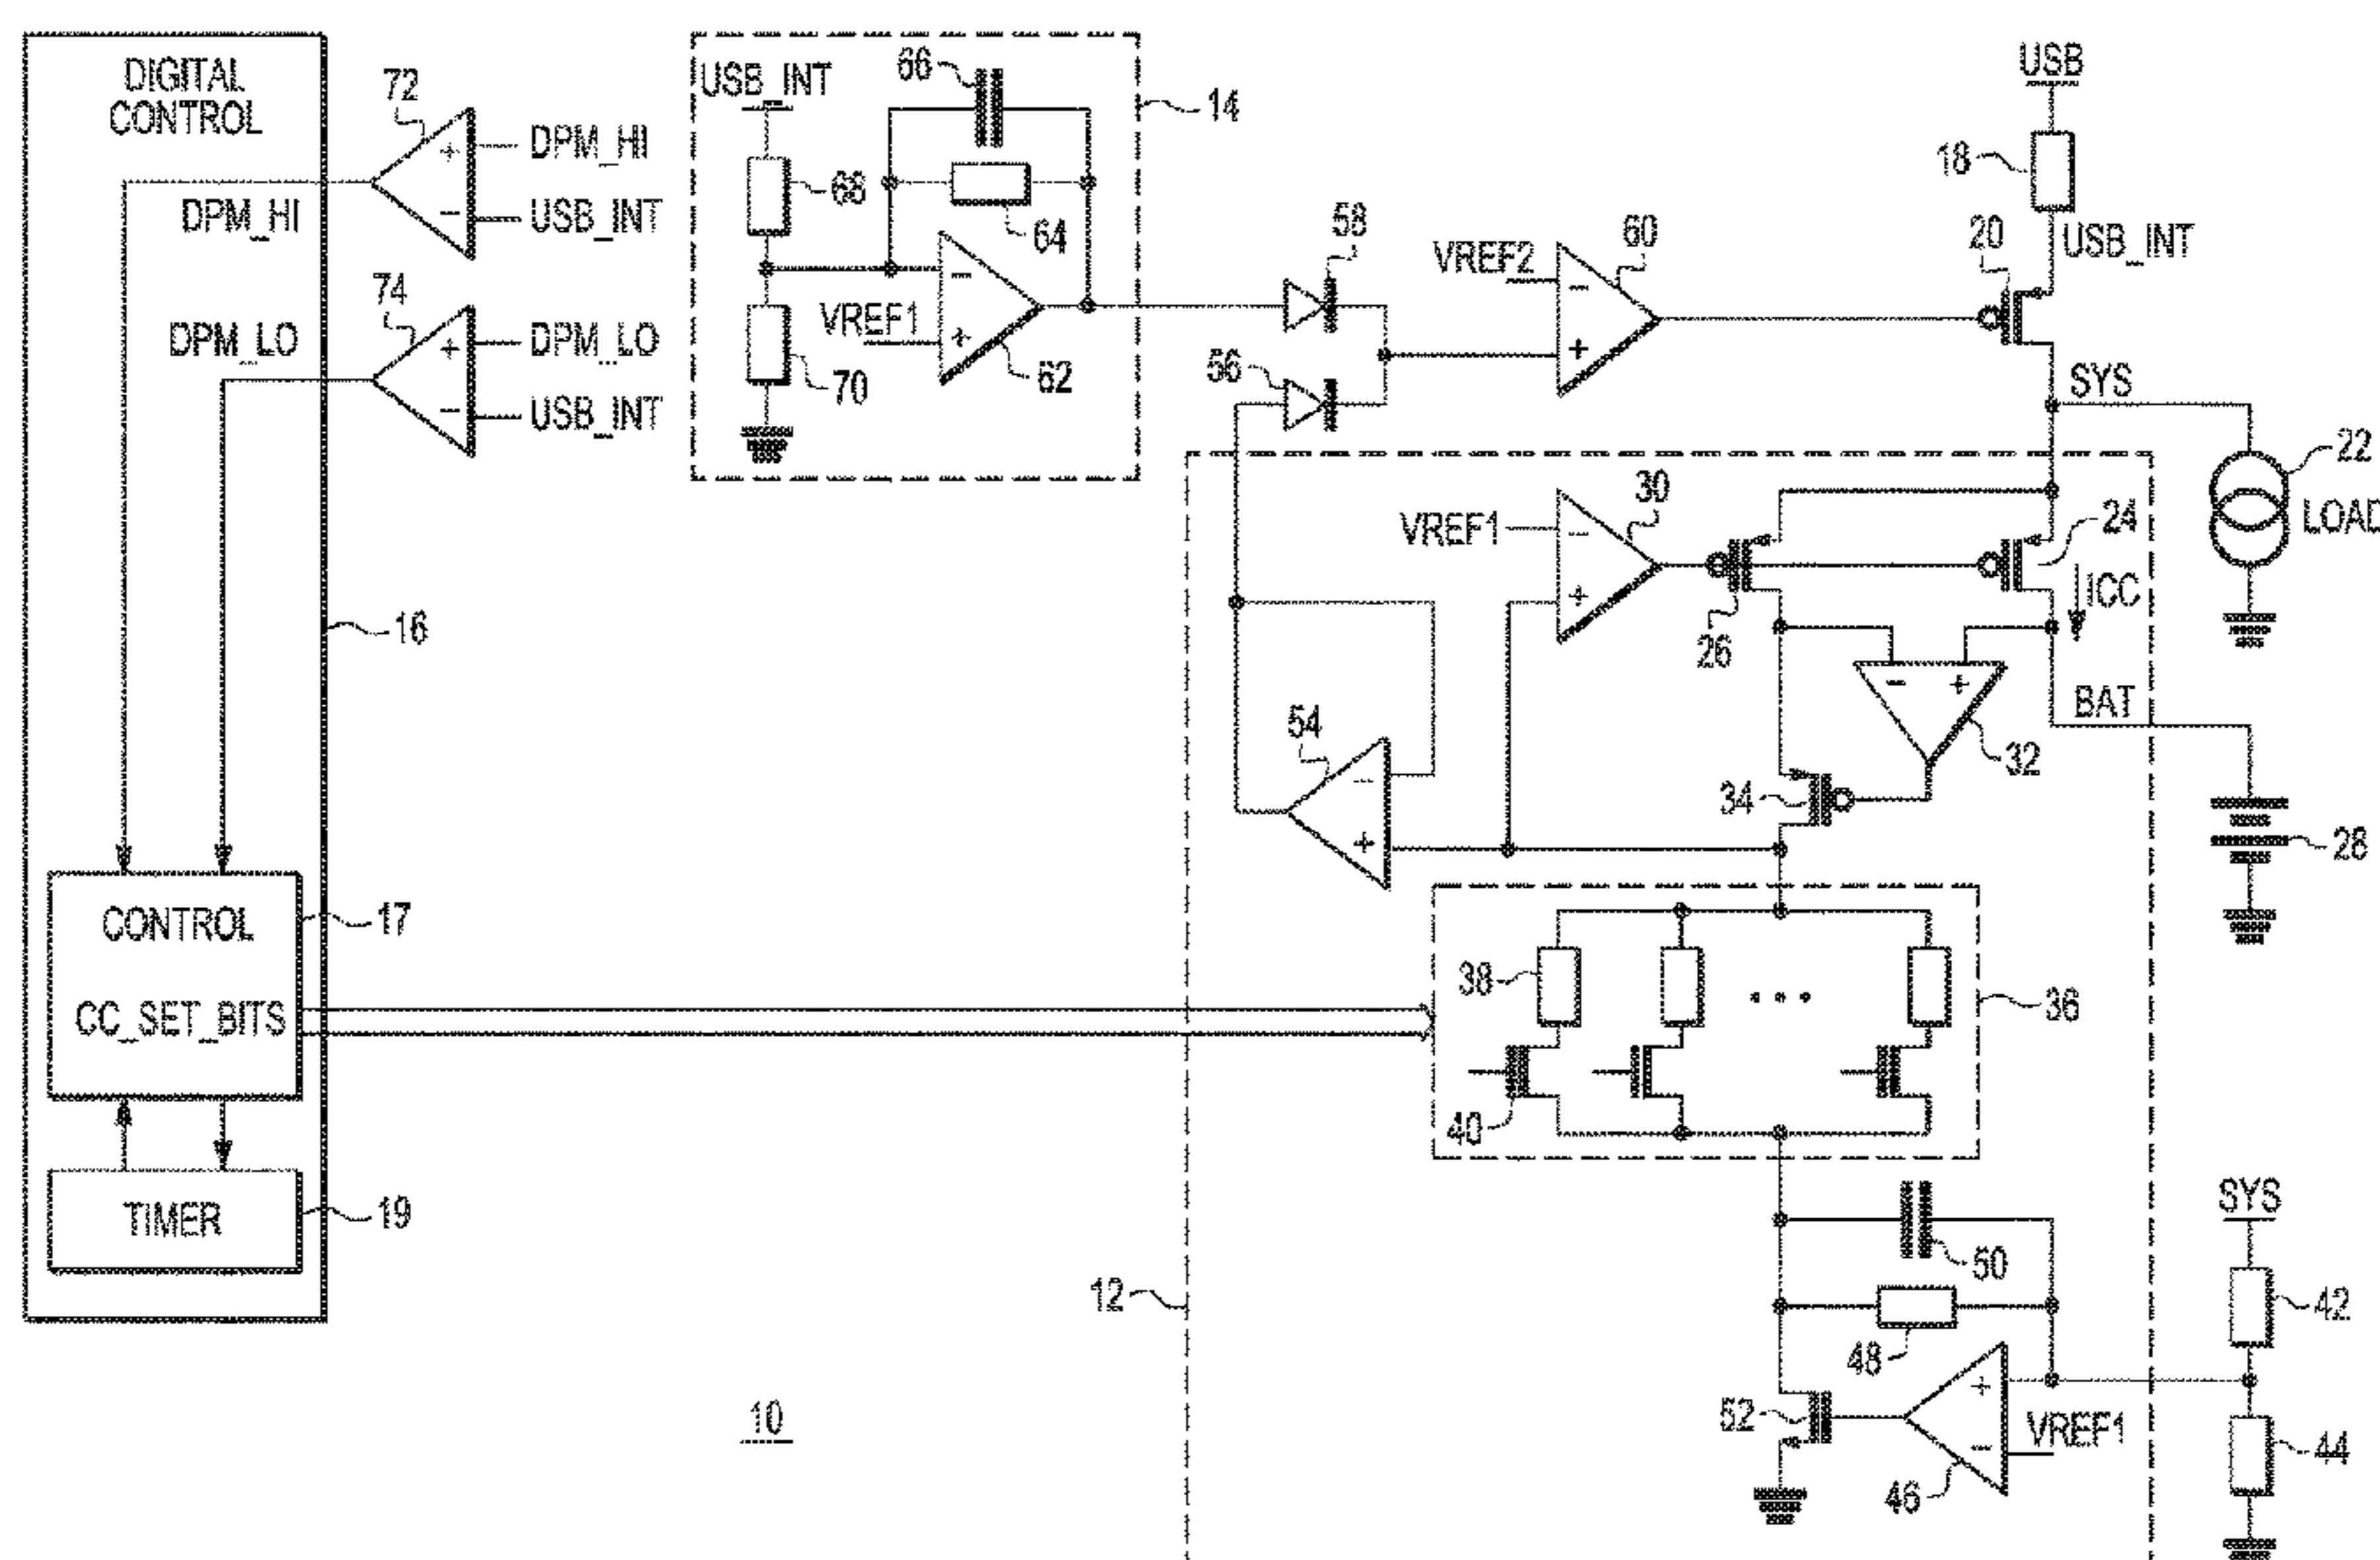 DIGITAL
CONTROL
72
DPM_HI
USB_INT
DPM_HI
74
DPM_LO
DPM_LO
USB_INT
16
CONTROL
17
CC_SET_BITS
TIMER
19
USB_INT
66
14
68
64
VREF1
70
62
58
56
VREF2
60
USB
18
20
USB_INT
SYS
22
LOAD
VREF1
30
24
ICC
26
BAT
32
54
34
28
38
36
40
12
50
SYS
42
48
52
VREF1
46
44
10